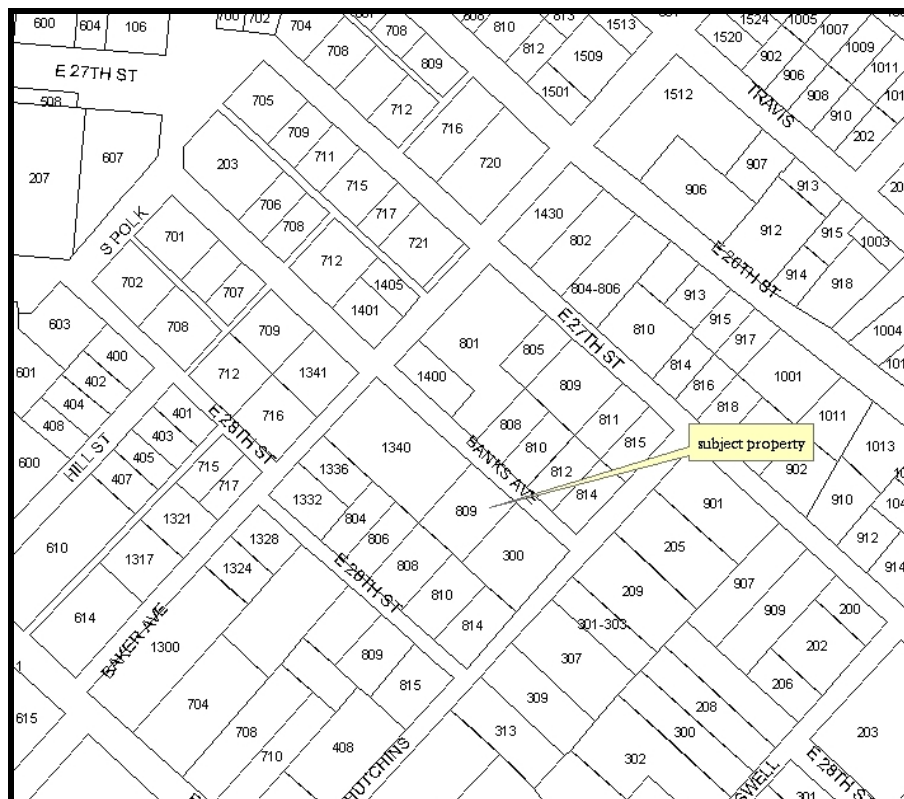 600 604 106 700 702 704
708 708 809 712
808 810 813 812 1513 1509 1501
1524 1005 1520 1007 902 1009 906 1011 908 910 202
E 27TH ST
508
207 607
705 709 711 715 717 721
716 720
1512
TRAVIS
203 706 708 712 1405 1401
S POLK
701 702 707 708
1430 802 804-806 810
906 907 913 912 915 1003 914 918
E 26TH ST
603 400 402 404 408 601 600
709 712 1341 716
E 28TH ST
801 805 1400 809 808 810 811 812 815 814
E 27TH ST
913 915 917 814 816 818 1001 1011 902
1004
1013
401 403 405 407
HILL ST
715 717 1321 1317
610 614
1340 1336 1332 804 806 808 810 814
BANKS AVE
809 300
subject property
901 205 209 301-303 307 309 313
910 912 914
907 909 200 202 206
1328 1324 1300
BAKER AVE
E 28TH ST
704 708 710 408 809 815
615
HUTCHINS
208 300 302
203
SWELL
E 28TH ST
301